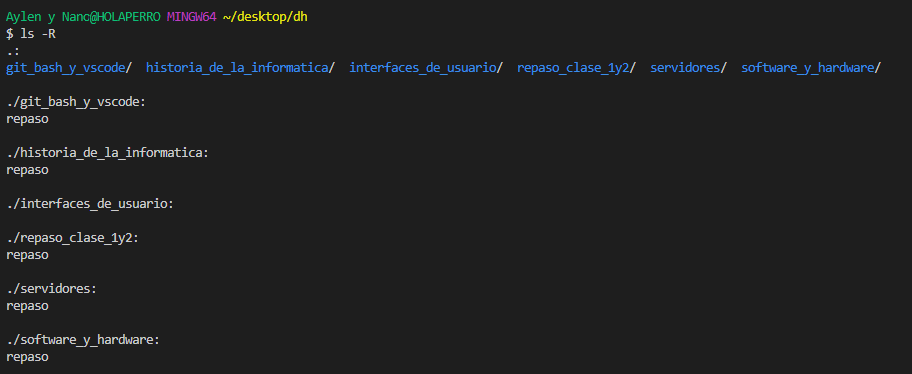 Aylen y Nano@HOLAPERRO MINGW64 ~/desktop/dh
$ ls -R
.:
git_bash_y_vscode/  historia_de_la_informatica/  interfaces_de_usuario/  repaso_clase_1y2/  servidores/  software_y_hardware/

./git_bash_y_vscode:
repaso

./historia_de_la_informatica:
repaso

./interfaces_de_usuario:

./repaso_clase_1y2:
repaso

./servidores:
repaso

./software_y_hardware:
repaso